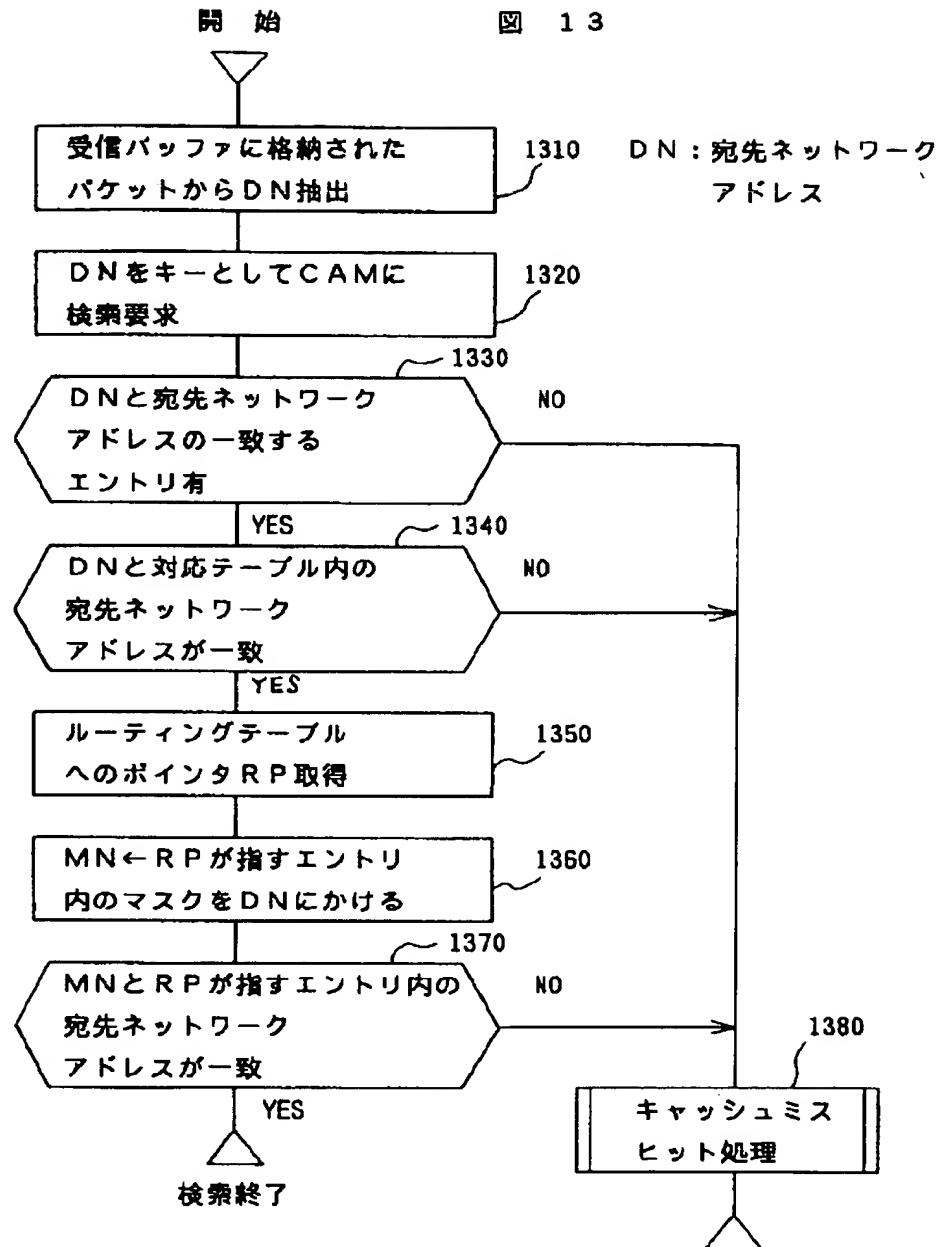 開 始
図 13
受信バッファに格納された
パケットからDN抽出
1310
DN:宛先ネットワーク
アドレス
DNをキーとしてCAMに
検索要求
1320
1330
DNと宛先ネットワーク
アドレスの一致する
エントリ有
NO
YES
1340
DNと対応テーブル内の
宛先ネットワーク
アドレスが一致
NO
YES
ルーティングテーブル
へのポインタRP取得
1350
MN←RPが指すエントリ
内のマスクをDNにかける
1360
1370
MNとRPが指すエントリ内の
宛先ネットワーク
アドレスが一致
NO
YES
検索終了
1380
キャッシュミス
ヒット処理